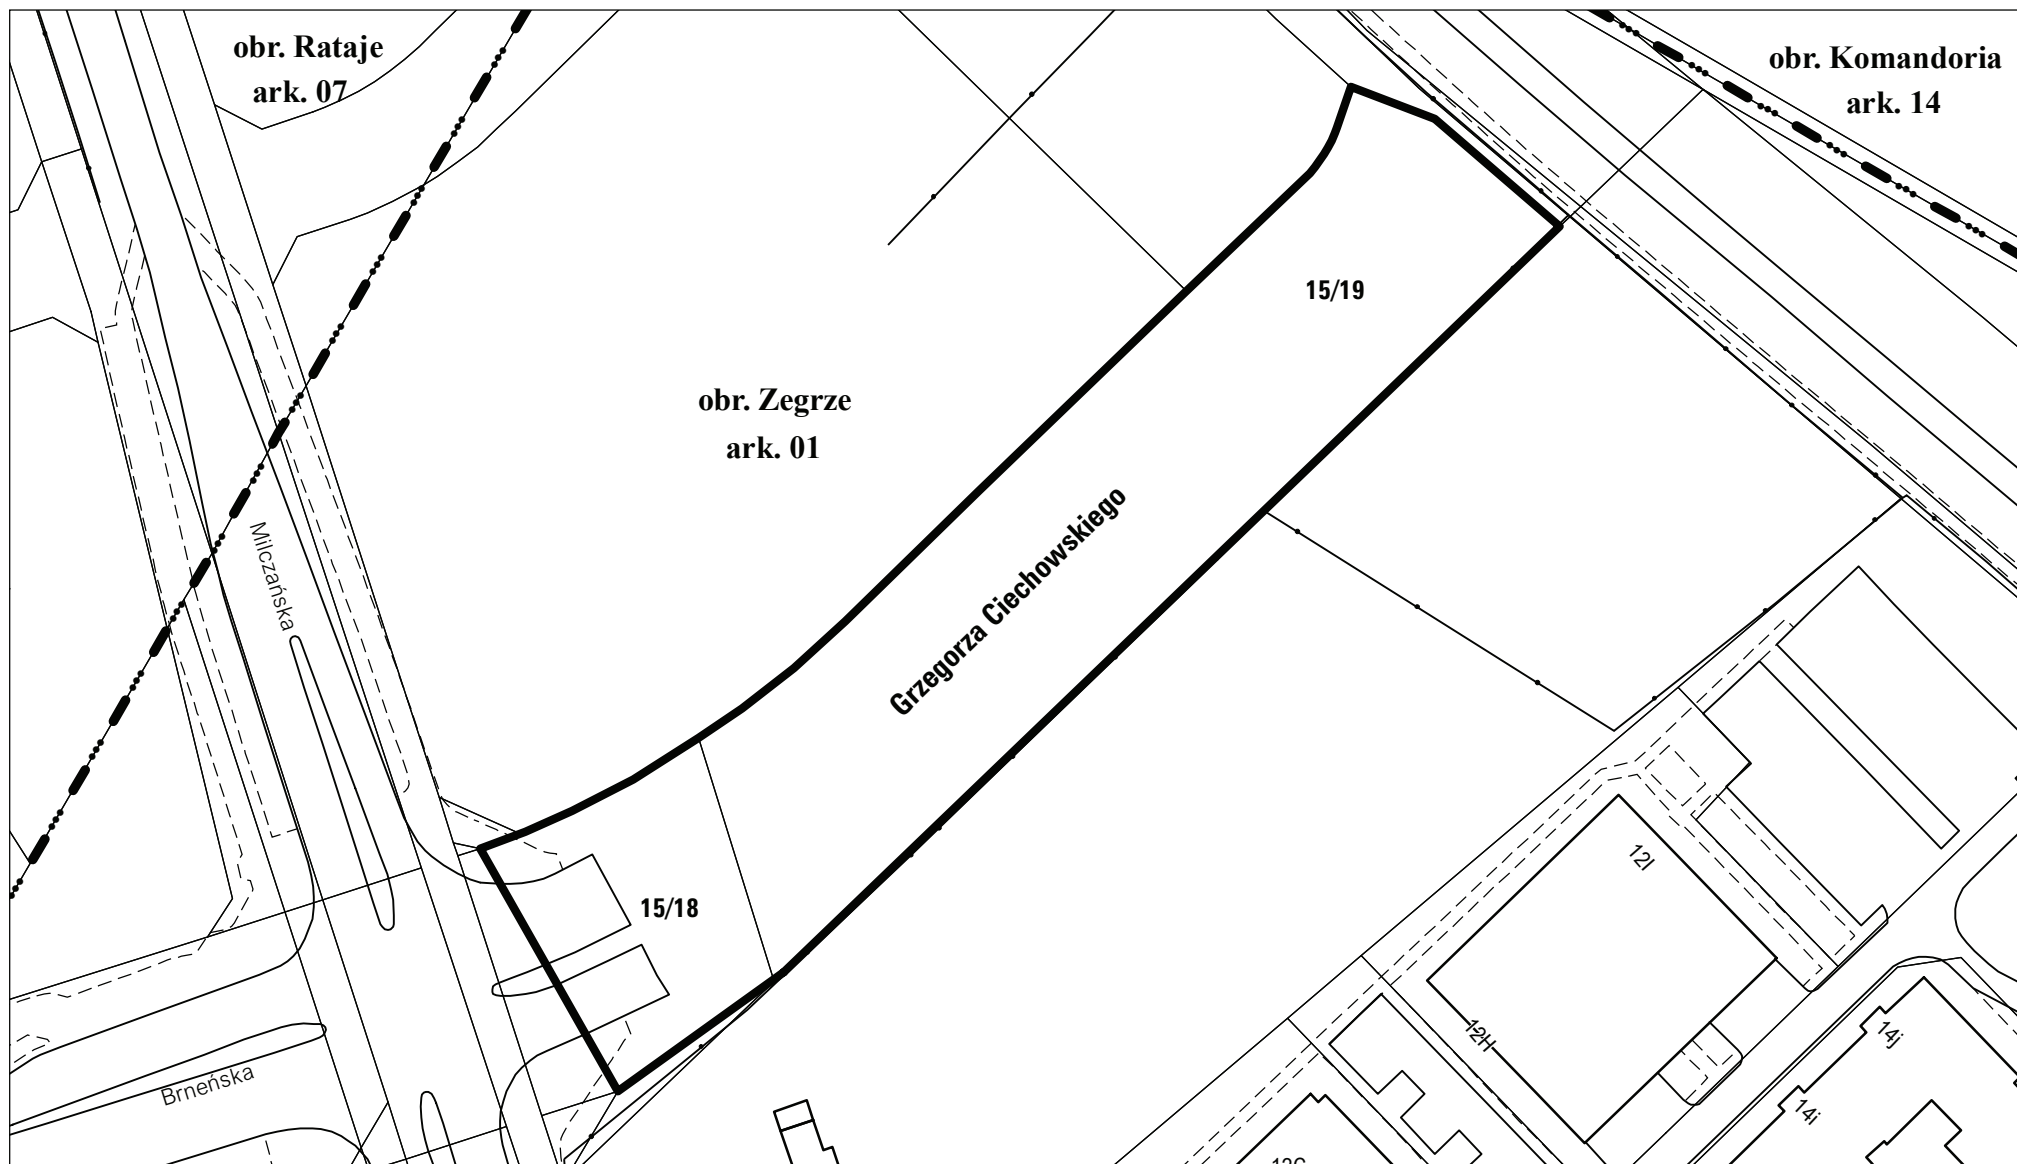 obr. Rataje
ark. 07
obr. Komandoria
ark. 14
15/19
obr. Zegrze
ark. 01
Grzegorza Ciechowskiego
Milczańska
15/18
Brneńska
12I
12H
14j
14i